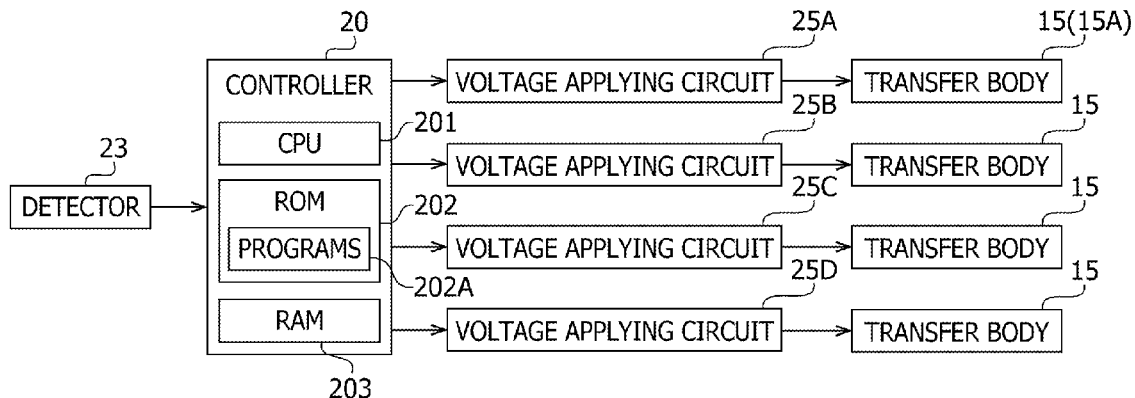 20
25A
15(15A)
CONTROLLER
VOLTAGE APPLYING CIRCUIT
TRANSFER BODY
201
25B
15
CPU
VOLTAGE APPLYING CIRCUIT
TRANSFER BODY
23
25C
15
DETECTOR
ROM
202
PROGRAMS
VOLTAGE APPLYING CIRCUIT
TRANSFER BODY
202A
25D
15
RAM
VOLTAGE APPLYING CIRCUIT
TRANSFER BODY
203